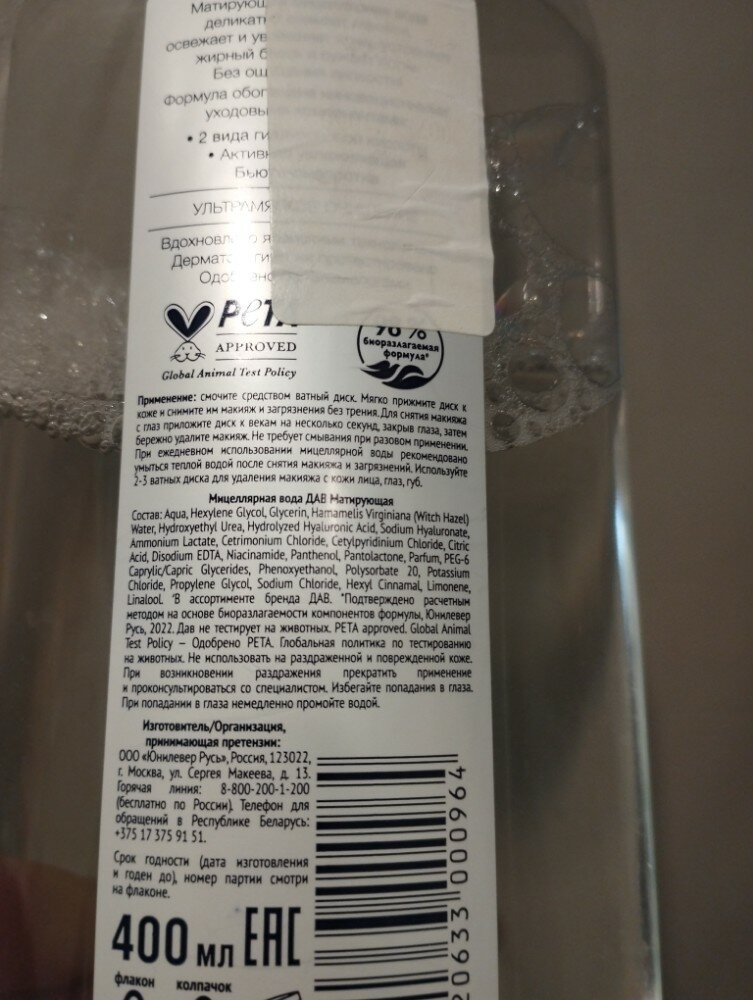 Матирующ
деликатн
освежает и ув
жирный б
Без ощ
Формула обог
уходовы
• 2 вида ги
• Актив
Бью
УЛЬТРАМЯ
Вдохновл
Дермат
Одобрено
PETA
APPROVED
Global Animal Test Policy
90%
биоразлагаемая
формула*
Применение: смочите средством ватный диск. Мягко прижмите диск к
коже и снимите им макияж и загрязнения без трения. Для снятия макияжа
с глаз приложите диск к векам на несколько секунд, закрыв глаза, затем
бережно удалите макияж. Не требует смывания при разовом применении.
При ежедневном использовании мицеллярной воды рекомендовано
умыться теплой водой после снятия макияжа и загрязнений. Используйте
2-3 ватных диска для удаления макияжа с кожи лица, глаз, губ.
Мицеллярная вода ДАВ Матирующая
Состав: Aqua, Hexylene Glycol, Glycerin, Hamamelis Virginiana (Witch Hazel)
Water, Hydroxyethyl Urea, Hydrolyzed Hyaluronic Acid, Sodium Hyaluronate,
Ammonium Lactate, Cetrimonium Chloride, Cetylpyridinium Chloride, Citric
Acid, Disodium EDTA, Niacinamide, Panthenol, Pantolactone, Parfum, PEG-6
Caprylic/Capric Glycerides, Phenoxyethanol, Polysorbate 20, Potassium
Chloride, Propylene Glycol, Sodium Chloride, Hexyl Cinnamal, Limonene,
Linalool. ¹В ассортименте бренда ДАВ. *Подтверждено расчетным
методом на основе биоразлагаемости компонентов формулы, Юнилевер
Русь, 2022. Дав не тестирует на животных. PETA approved. Global Animal
Test Policy – Одобрено PETA. Глобальная политика по тестированию
на животных. Не использовать на раздраженной и поврежденной коже.
При возникновении раздражения прекратить применение
и проконсультироваться со специалистом. Избегайте попадания в глаза.
При попадании в глаза немедленно промойте водой.
Изготовитель/Организация,
принимающая претензии:
ООО «Юнилевер Русь», Россия, 123022,
г. Москва, ул. Сергея Макеева, д. 13.
Горячая линия: 8-800-200-1-200
(бесплатно по России). Телефон для
обращений в Республике Беларусь:
+375 17 375 91 51.
Срок годности (дата изготовления
и годен до), номер партии смотри
на флаконе.
400 мл EAC
флакон колпачок
20633 000964